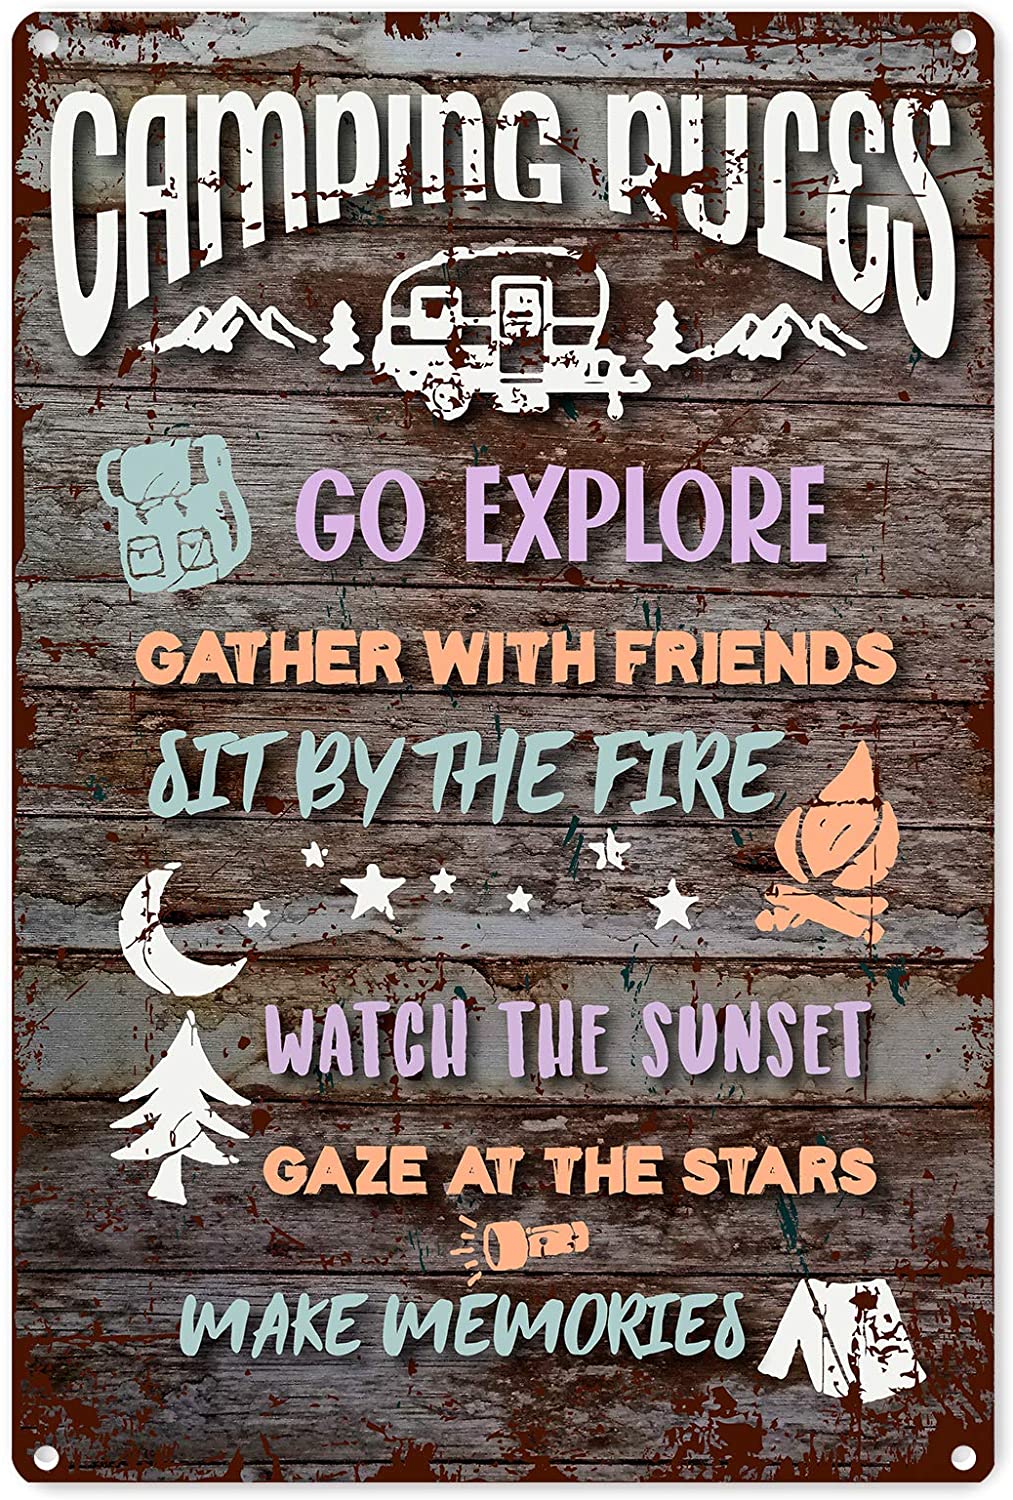 CAMPING RULES
GO EXPLORE
GATHER WITH FRIENDS
SIT BY THE FIRE
WATCH THE SUNSET
GAZE AT THE STARS
MAKE MEMORIES